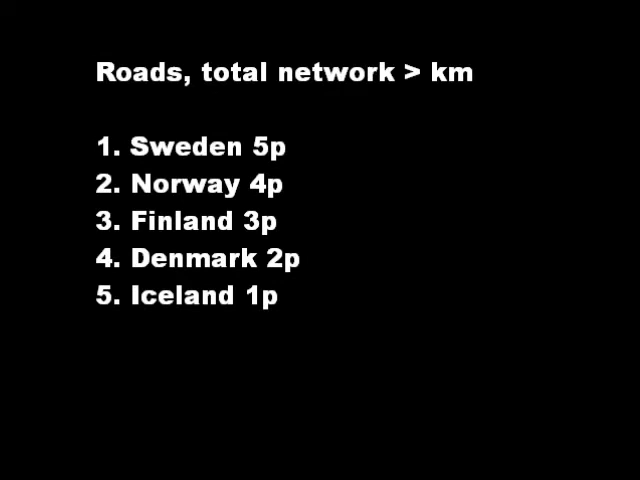 Roads, total network > km
1. Sweden 5p
2. Norway 4p
3. Finland 3p
4. Denmark 2p
5. Iceland 1p